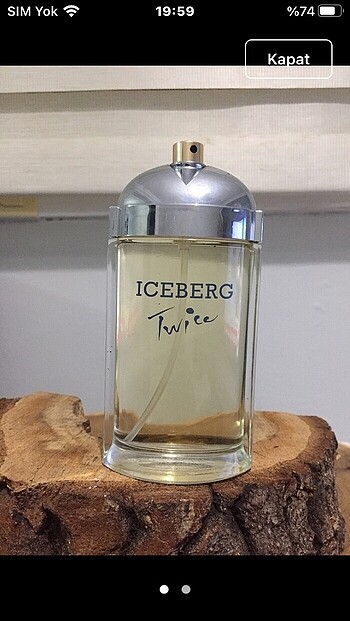 SIM Yok 19:59 %74
Kapat
ICEBERG
Twice